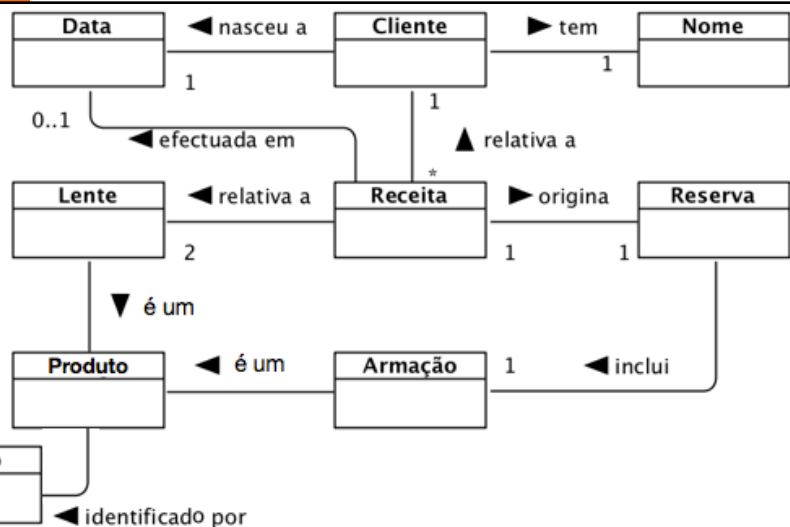 Data
nasceu a
Cliente
tem
Nome
1
1
0..1
1
efectuada em
relativa a
*
Lente
relativa a
Receita
origina
Reserva
2
1
1
é um
Produto
é um
Armação
1
inclui
identificado por